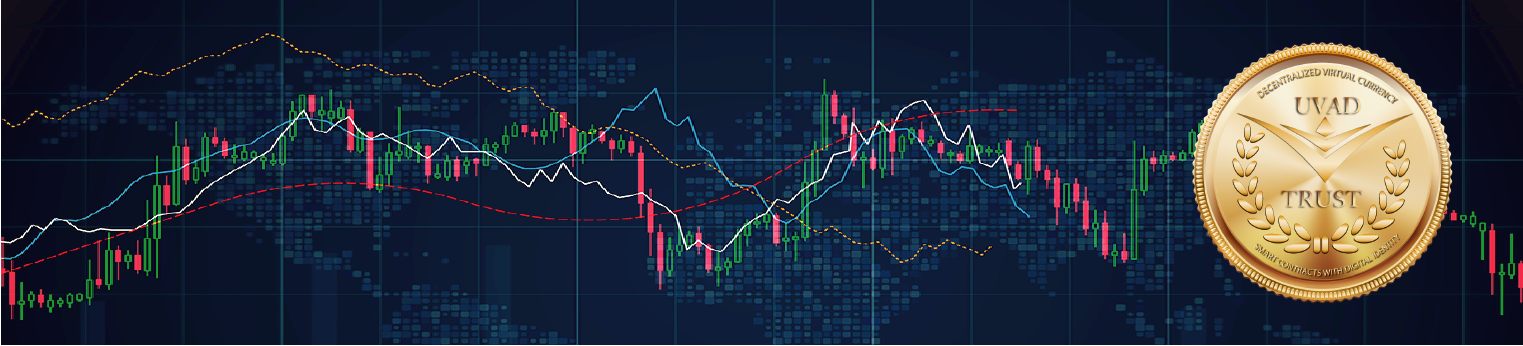 DECENTRALIZED VIRTUAL CURRENCY
UVAD
TRUST
SMART CONTRACTS WITH DIGITAL IDENTITY